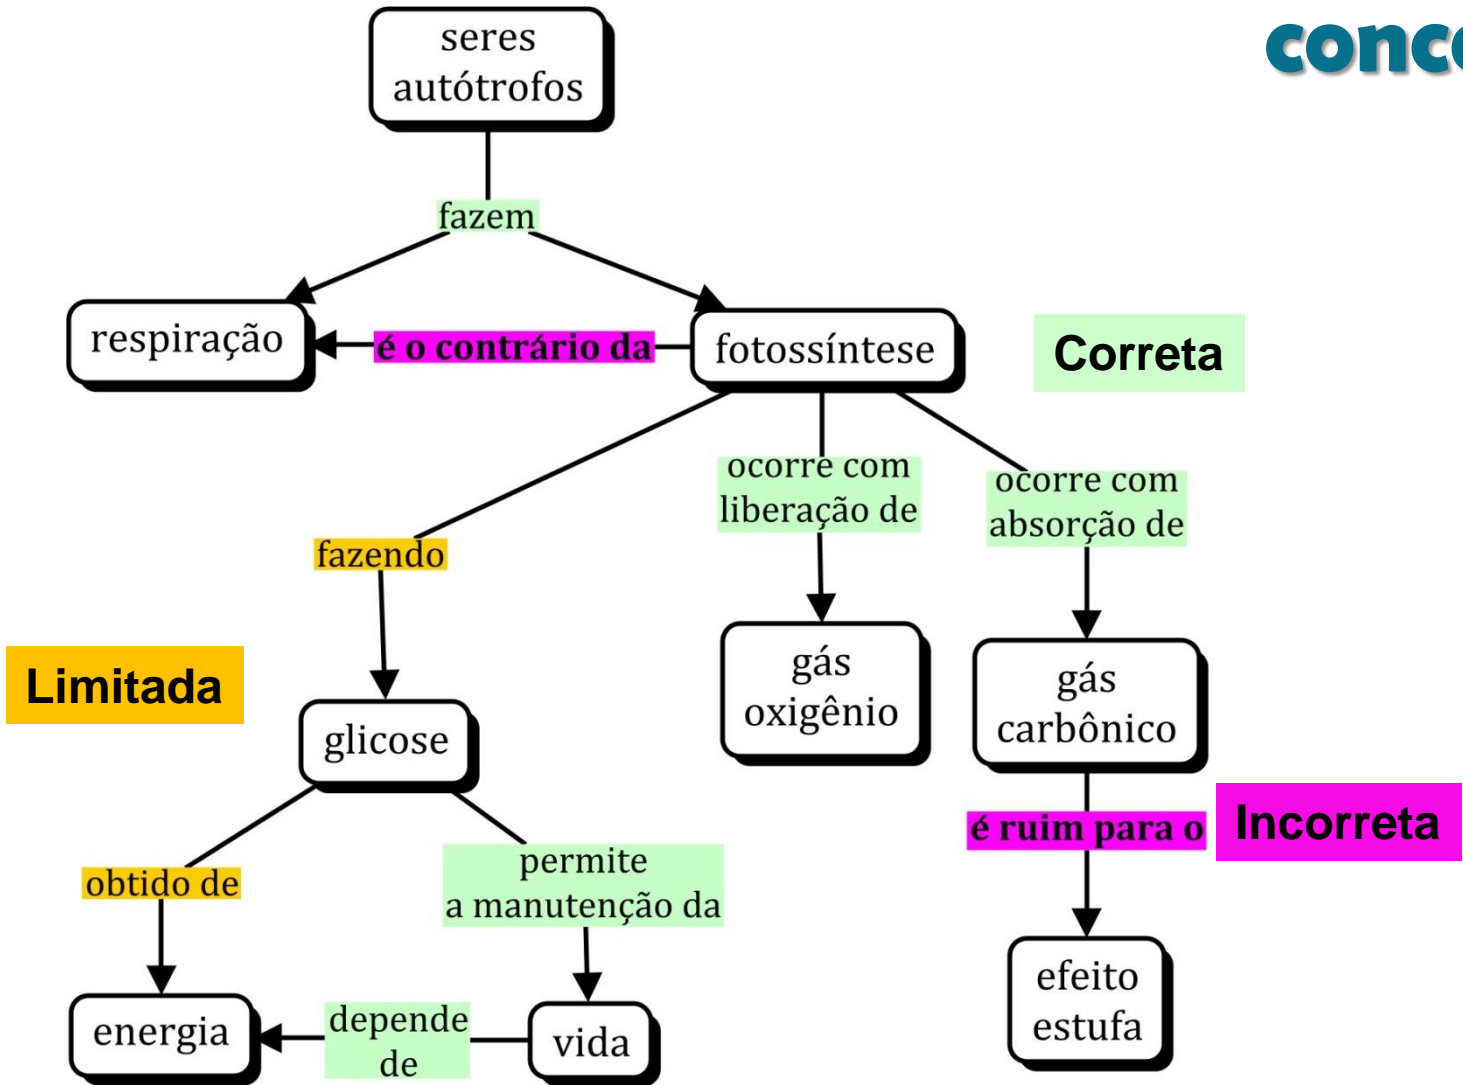 seres
autótrofos
fazem
respiração
é o contrário da
fotossíntese
Correta
ocorre com
liberação de
ocorre com
absorção de
fazendo
Limitada
glicose
gás
oxigênio
gás
carbônico
é ruim para o
Incorreta
obtido de
permite
a manutenção da
efeito
estufa
energia
depende
de
vida